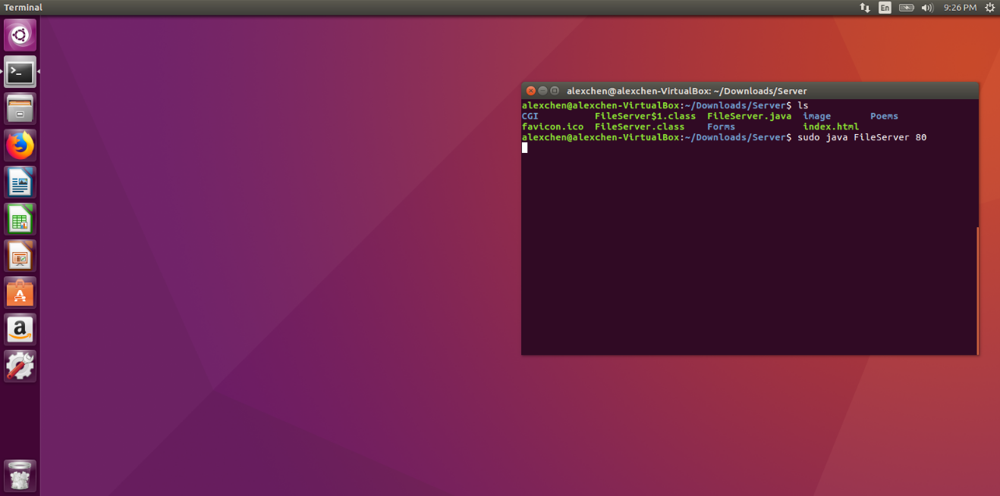 Terminal
En
9:26 PM
alexchen@alexchen-VirtualBox: ~/Downloads/Server
alexchen@alexchen-VirtualBox:~/Downloads/Server$ ls
CGI FileServer$1.class FileServer.java image Poems
favicon.ico FileServer.class Forms index.html
alexchen@alexchen-VirtualBox:~/Downloads/Server$ sudo java FileServer 80